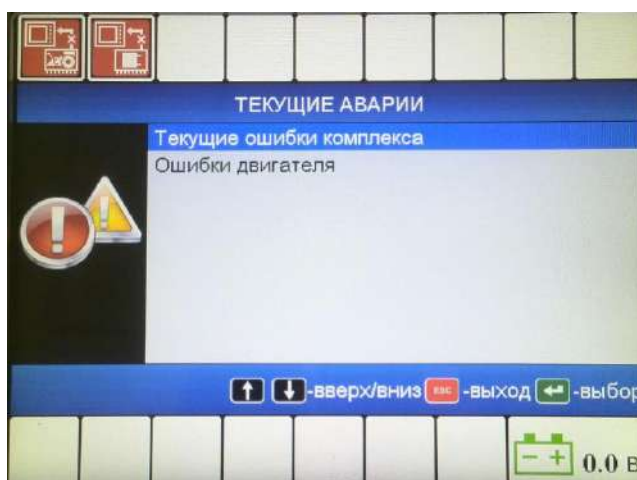 ТЕКУЩИЕ АВАРИИ
Текущие ошибки комплекса
Ошибки двигателя
-вверх/вниз ESC -выход -выбор
0.0 В